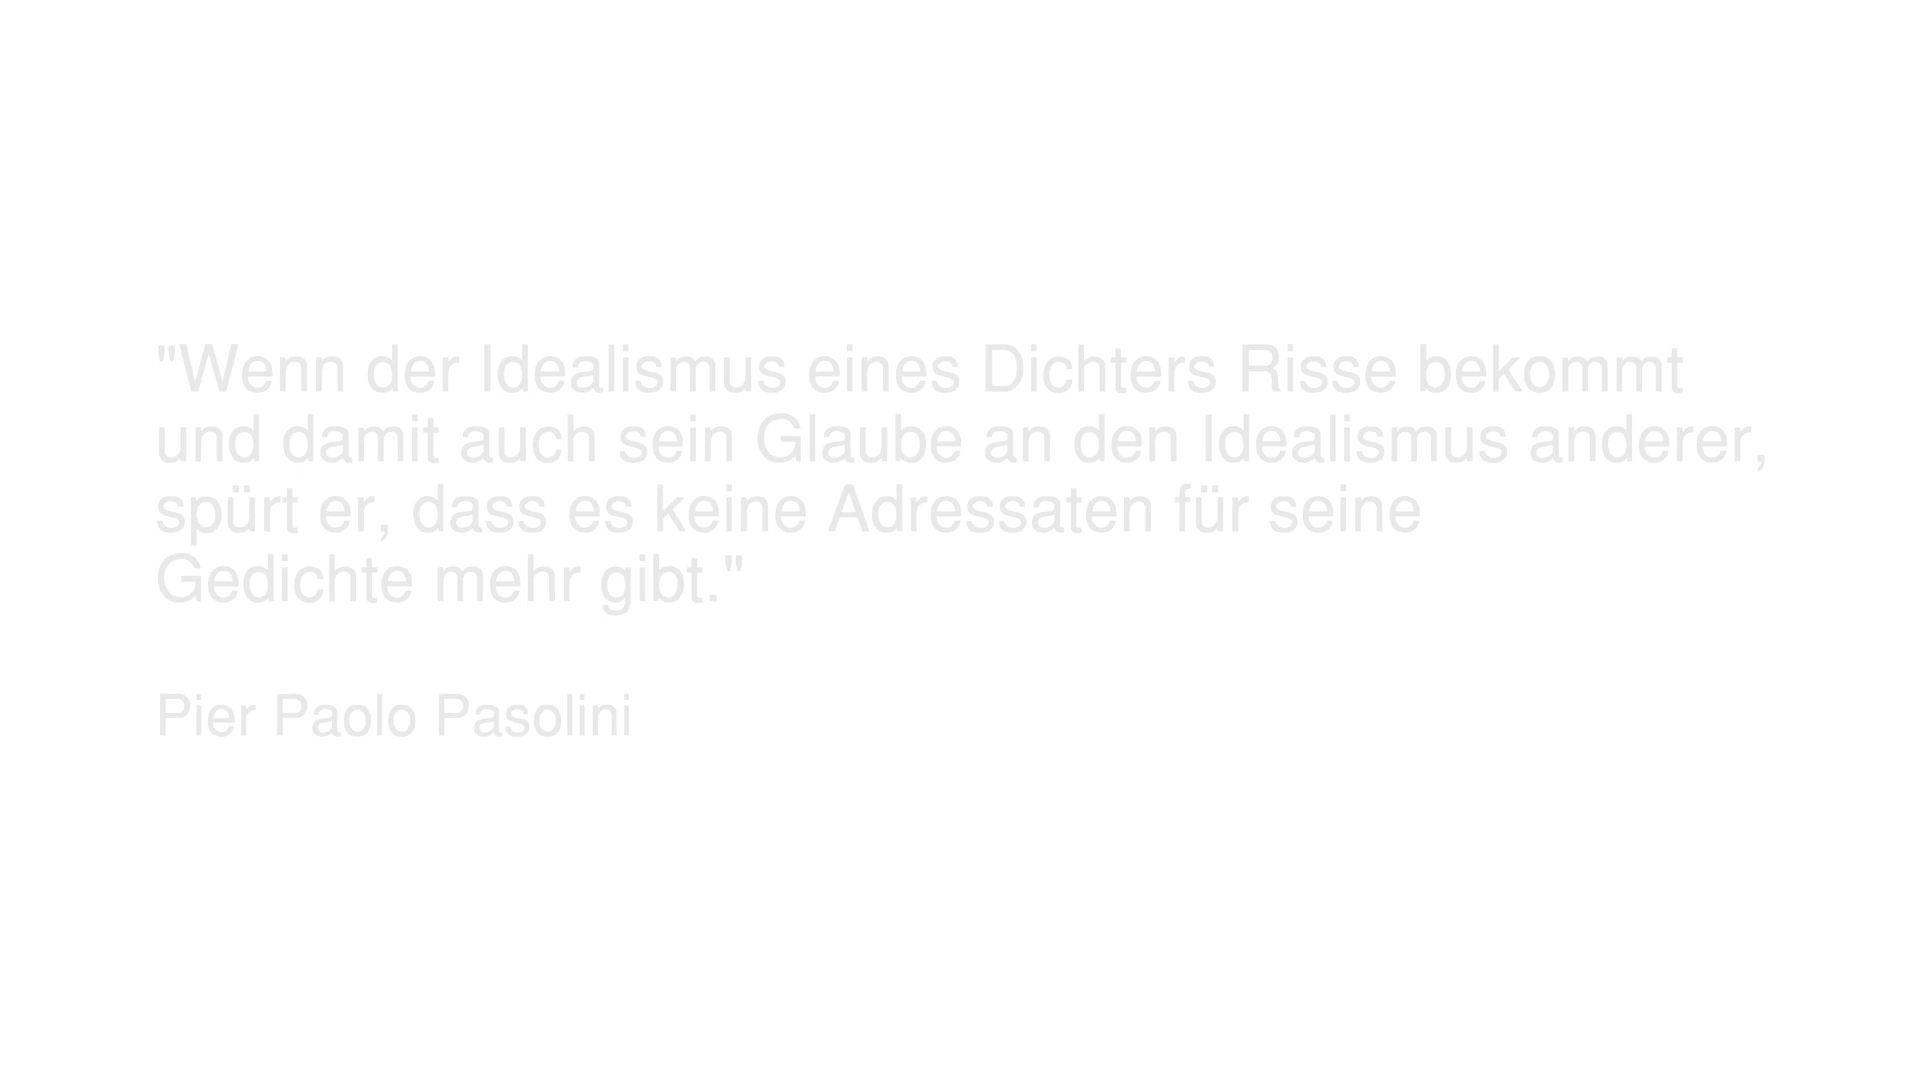 "Wenn der Idealismus eines Dichters Risse bekommt
und damit auch sein Glaube an den Idealismus anderer,
spürt er, dass es keine Adressaten für seine
Gedichte mehr gibt."
Pier Paolo Pasolini